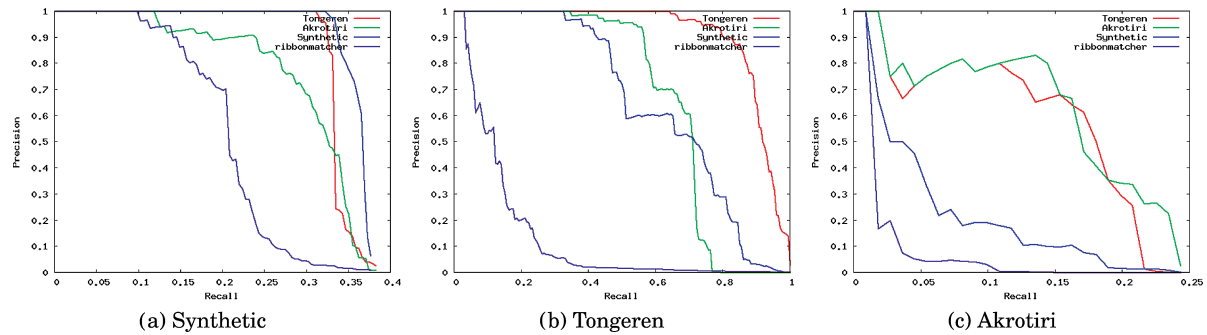 Precision
1
0.9
0.8
0.7
0.6
0.5
0.4
0.3
0.2
0.1
0
0 0.05 0.1 0.15 0.2 0.25 0.3 0.35 0.4
Recall
Tongeren
Akrotiri
Synthetic
ribbonmatcher
(a) Synthetic
Precision
1
0.9
0.8
0.7
0.6
0.5
0.4
0.3
0.2
0.1
0
0 0.2 0.4 0.6 0.8 1
Recall
Tongeren
Akrotiri
Synthetic
ribbonmatcher
(b) Tongeren
Precision
1
0.9
0.8
0.7
0.6
0.5
0.4
0.3
0.2
0.1
0
0 0.05 0.1 0.15 0.2 0.25
Recall
Tongeren
Akrotiri
Synthetic
ribbonmatcher
(c) Akrotiri